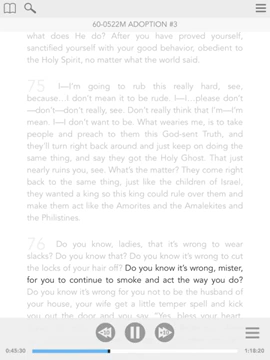 60-0522M ADOPTION #3
what does He do? After you have proved yourself,
sanctified yourself with your good behavior, obedient to
the Holy Spirit, no matter what the world said.
75 I—I'm going to rub this really hard, see,
because...I don't mean it to be rude. I—I...please don't
—don't—don't really, see. Don't really think that I'm—I'm
mean. I—I don't want to be. What wearies me, is to take
people and preach to them this God-sent Truth, and
they'll turn right back around and just keep on doing the
same thing, and say they got the Holy Ghost. That just
nearly ruins you, see. What's the matter? They come right
back to the same thing, just like the children of Israel,
they wanted a king so this king could rule over them and
make them act like the Amorites and the Amalekites and
the Philistines.
76 Do you know, ladies, that it's wrong to wear
slacks? Do you know that? Do you know it's wrong to cut
the locks of your hair off? Do you know it's wrong, mister,
for you to continue to smoke and act the way you do?
Do you know it's wrong for you not to be the husband of
your house, your wife get a little temper spell and kick
you out the door and you say, "Yes, bless your heart,
0:45:30
1:18:20